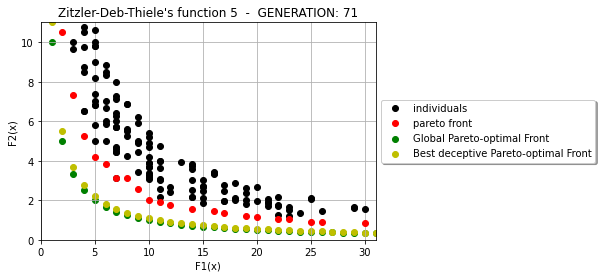 Zitzler-Deb-Thiele's function 5 - GENERATION: 71
10
8
6
4
2
0
F2(x)
0 5 10 15 20 25 30
F1(x)
individuals
pareto front
Global Pareto-optimal Front
Best deceptive Pareto-optimal Front